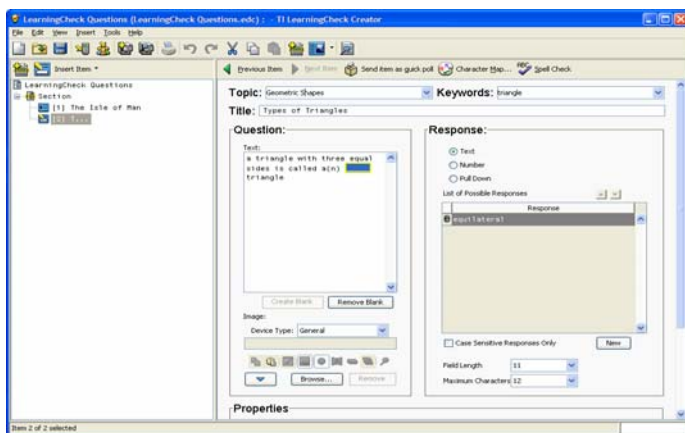 LearningCheck Questions (LearningCheck Questions.edc) : - TI LearningCheck Creator
File Edit View Insert Tools Help
Insert Item
Previous Item Next Item Send item as quick poll Character Map... Spell Check
LearningCheck Questions
Section
[1] The Isle of Man
[2] T...
Topic: Geometric Shapes
Keywords: triangle
Title: Types of Triangles
Question:
Text:
a triangle with three equal
sides is called a(n)
triangle
Create Blank Remove Blank
Image:
Device Type: General
Browse... Remove
Response:
Text
Number
Pull Down
List of Possible Responses
Response
equilateral
Case Sensitive Responses Only New
Field Length 11
Maximum Characters 12
Properties
Item 2 of 2 selected